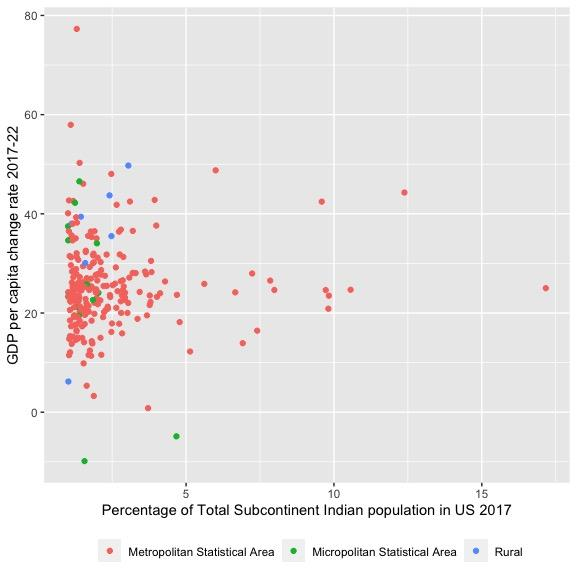 80
60
40
20
0
GDP per capita change rate 2017-22
5 10 15
Percentage of Total Subcontinent Indian population in US 2017
Metropolitan Statistical Area Micropolitan Statistical Area Rural